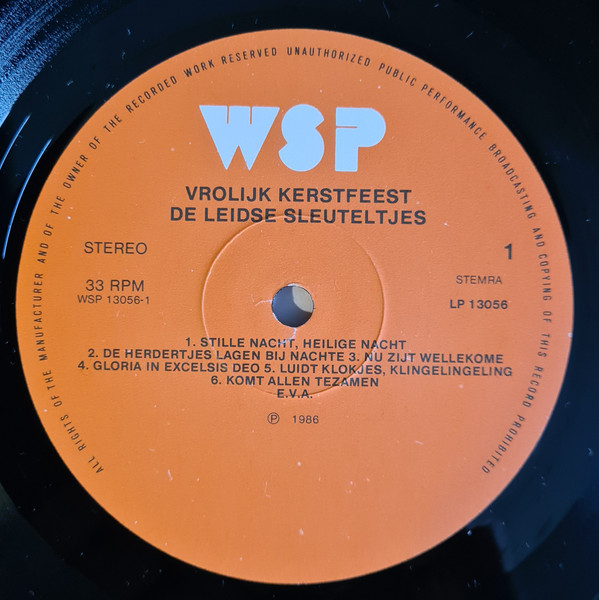 ALL RIGHTS OF THE MANUFACTURER AND OF THE OWNER OF THE RECORDED WORK RESERVED UNAUTHORIZED PUBLIC PERFORMANCE BROADCASTING AND COPYING OF THIS RECORD PROHIBITED
WSP
VROLIJK KERSTFEEST
DE LEIDSE SLEUTELTJES
STEREO
1
33 RPM
WSP 13056-1
STEMRA
LP 13056
1. STILLE NACHT, HEILIGE NACHT
2. DE HERDERTJES LAGEN BIJ NACHTE 3. NU ZIJT WELLEKOME
4. GLORIA IN EXCELSIS DEO 5. LUIDT KLOKJES, KLINGELINGELING
6. KOMT ALLEN TEZAMEN
E.V.A.
Ⓟ 1986